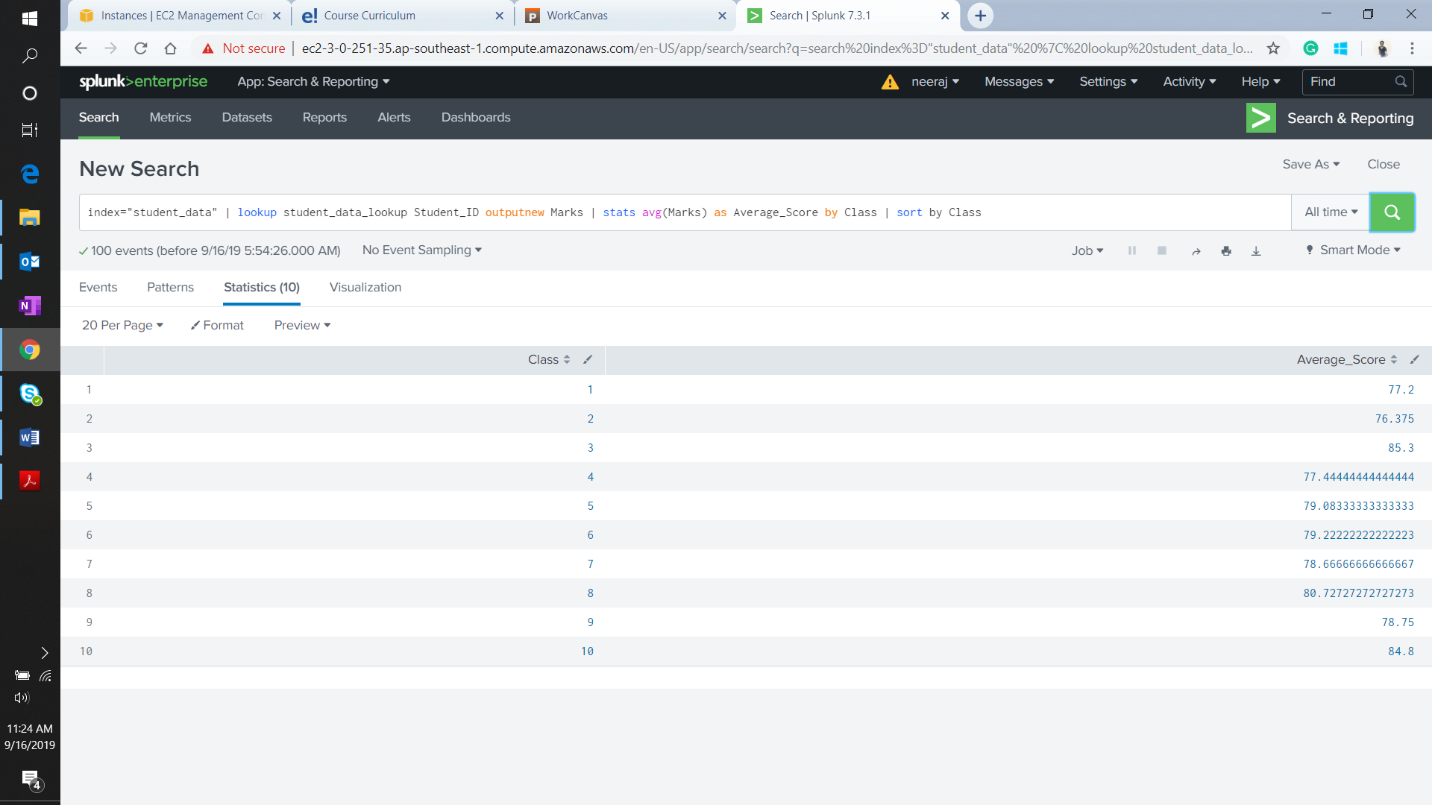 Instances | EC2 Management Co
Course Curriculum
WorkCanvas
Search | Splunk 7.3.1
Not secure | ec2-3-0-251-35.ap-southeast-1.compute.amazonaws.com/en-US/app/search/search?q=search%20index%3D"student_data"%20%7C%20lookup%20student_data_lo...
splunk>enterprise App: Search & Reporting
neeraj Messages Settings Activity Help Find
Search Metrics Datasets Reports Alerts Dashboards
Search & Reporting
New Search
Save As Close
index="student_data" | lookup student_data_lookup Student_ID outputnew Marks | stats avg(Marks) as Average_Score by Class | sort by Class
All time
100 events (before 9/16/19 5:54:26.000 AM) No Event Sampling
Job Smart Mode
Events Patterns Statistics (10) Visualization
20 Per Page Format Preview
Class Average_Score
1 1 77.2
2 2 76.375
3 3 85.3
4 4 77.44444444444444
5 5 79.08333333333333
6 6 79.22222222222223
7 7 78.66666666666667
8 8 80.72727272727273
9 9 78.75
10 10 84.8
11:24 AM
9/16/2019
4